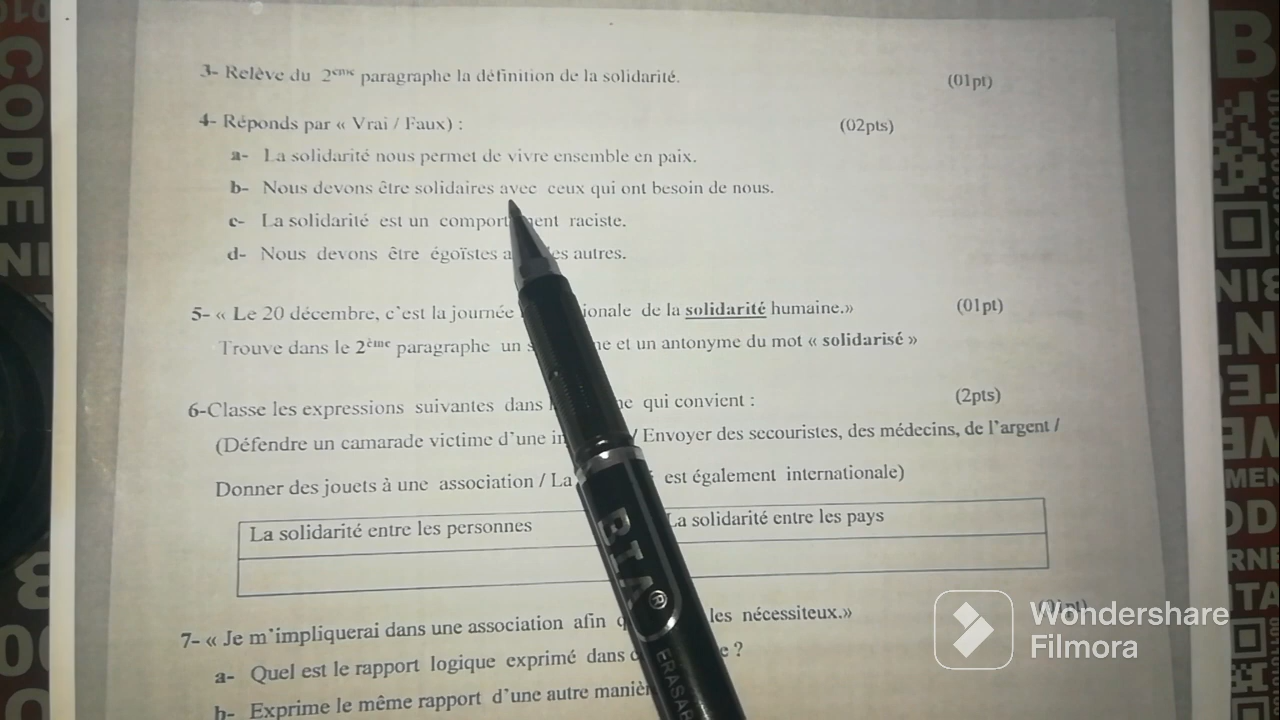 3- Relève du 2ème paragraphe la définition de la solidarité. (01pt)
4- Réponds par « Vrai / Faux) : (02pts)
a- La solidarité nous permet de vivre ensemble en paix.
b- Nous devons être solidaires avec ceux qui ont besoin de nous.
c- La solidarité est un comport ent raciste.
d- Nous devons être égoïstes a es autres.
5- « Le 20 décembre, c'est la journée ionale de la solidarité humaine.» (01pt)
Trouve dans le 2ème paragraphe un s ne et un antonyme du mot « solidarisé »
6-Classe les expressions suivantes dans qui convient : (2pts)
(Défendre un camarade victime d'une in / Envoyer des secouristes, des médecins, de l'argent /
Donner des jouets à une association / La est également internationale)
La solidarité entre les personnes La solidarité entre les pays
7- « Je m'impliquerai dans une association afin les nécessiteux.»
a- Quel est le rapport logique exprimé dans e ?
b- Exprime le même rapport d'une autre maniè
BIA®
ERASAB
Wondershare
Filmora
CODE
B